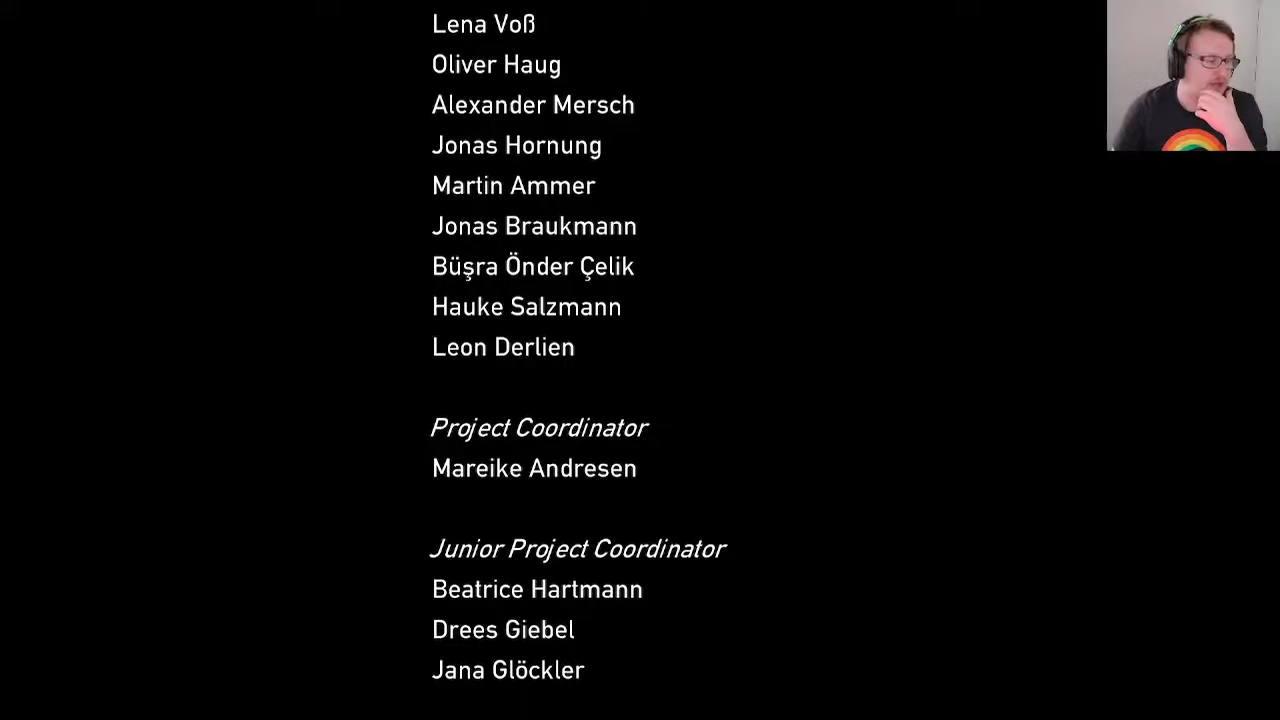 Lena Voß
Oliver Haug
Alexander Mersch
Jonas Hornung
Martin Ammer
Jonas Braukmann
Büşra Önder Çelik
Hauke Salzmann
Leon Derlien
Project Coordinator
Mareike Andresen
Junior Project Coordinator
Beatrice Hartmann
Drees Giebel
Jana Glöckler